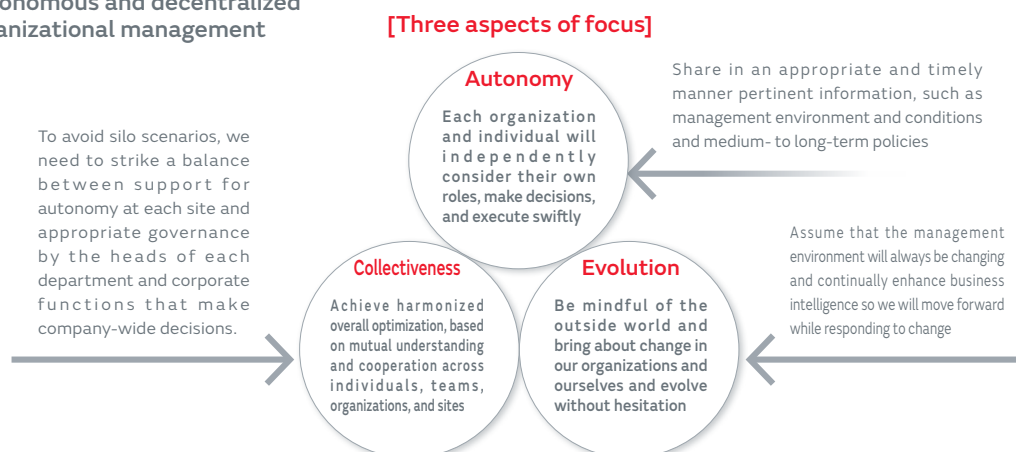 and decentralized
management
[Three aspects of focus]
Autonomy
Each organization
and individual will
independently
consider their own
roles, make decisions,
and execute swiftly
Share in an appropriate and timely
manner pertinent information, such as
management environment and conditions
and medium- to long-term policies
To avoid silo scenarios, we
need to strike a balance
between support for
autonomy at each site and
appropriate governance
by the heads of each
department and corporate
functions that make
company-wide decisions.
Collectiveness
Achieve harmonized
overall optimization, based
on mutual understanding
and cooperation across
individuals, teams,
organizations, and sites
Evolution
Be mindful of the
outside world and
bring about change in
our organizations and
ourselves and evolve
without hesitation
Assume that the management
environment will always be changing
and continually enhance business
intelligence so we will move forward
while responding to change